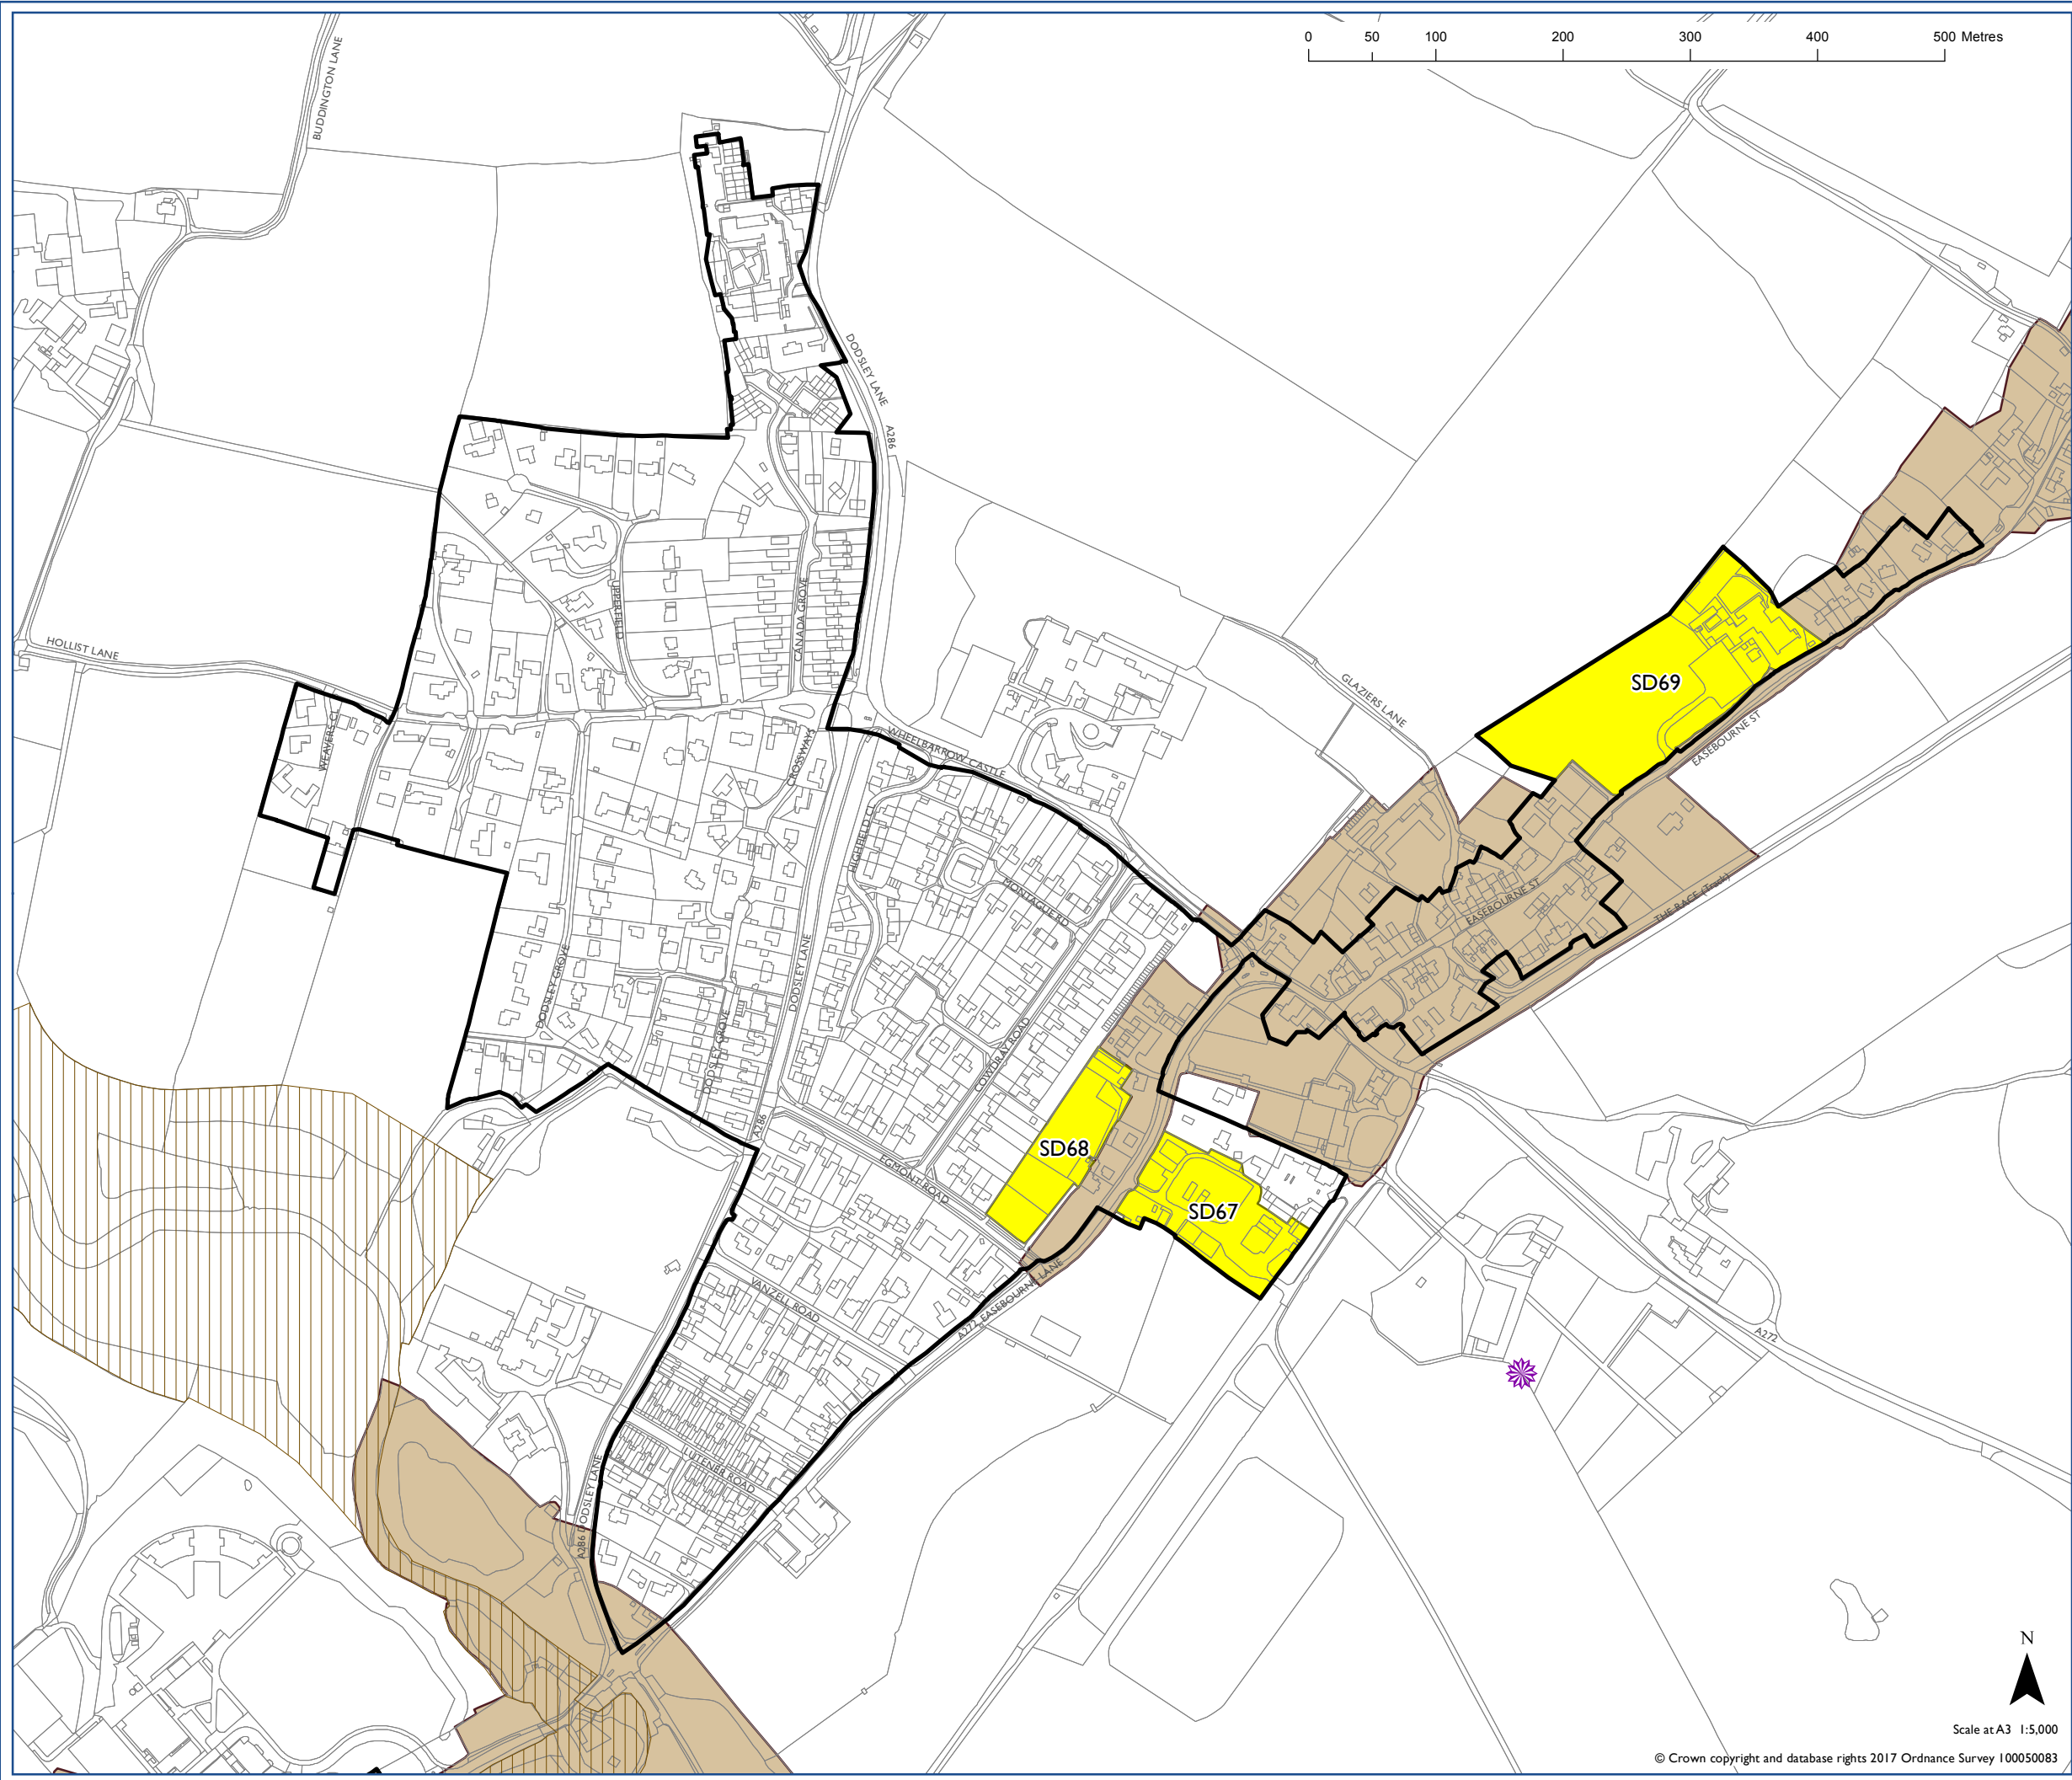 0 50 100 200 300 400 500 Metres
BUDDINGTON LANE
DODSLEY LANE
A286
UPPERFIELD
CANADA GROVE
HOLLIST LANE
WEAVERS CL
CROSSWAYS
WHEELBARROW CASTLE
GLAZIERS LANE
SD69
EASEBOURNE ST
HIGHFIELD CL
MONTAGUE RD
EASEBOURNE ST
THE RACE (Track)
DODSLEY GROVE
DODSLEY LANE
DODSLEY GROVE
COWDRAY ROAD
A286
SD68
EGMONT ROAD
SD67
VANZELL ROAD
A272 EASEBOURNE LANE
A272
LUTENER ROAD
A286 DODSLEY LANE
N
Scale at A3 1:5,000
© Crown copyright and database rights 2017 Ordnance Survey 100050083